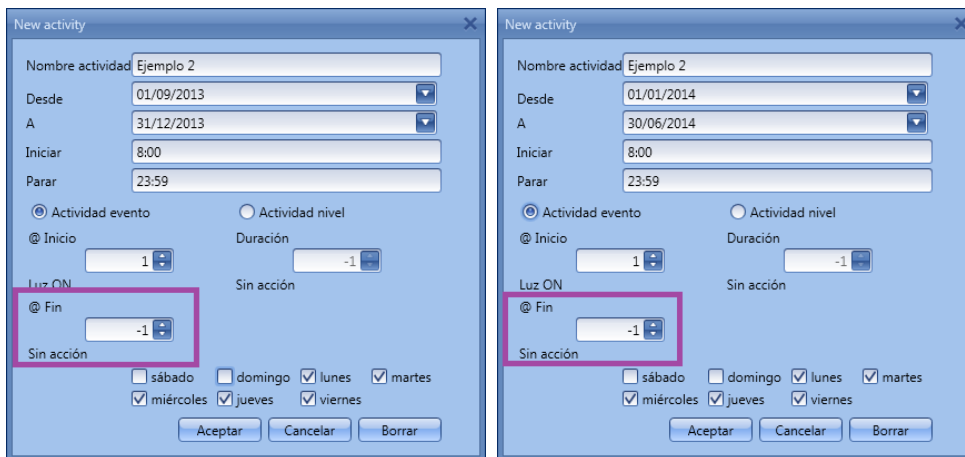 New activity
Nombre actividad Ejemplo 2
Desde 01/09/2013
A 31/12/2013
Iniciar 8:00
Parar 23:59
Actividad evento Actividad nivel
@ Inicio Duración
1 -1
Luz ON Sin acción
@ Fin
-1
Sin acción
sábado domingo lunes martes
miércoles jueves viernes
Aceptar Cancelar Borrar
New activity
Nombre actividad Ejemplo 2
Desde 01/01/2014
A 30/06/2014
Iniciar 8:00
Parar 23:59
Actividad evento Actividad nivel
@ Inicio Duración
1 -1
Luz ON Sin acción
@ Fin
-1
Sin acción
sábado domingo lunes martes
miércoles jueves viernes
Aceptar Cancelar Borrar